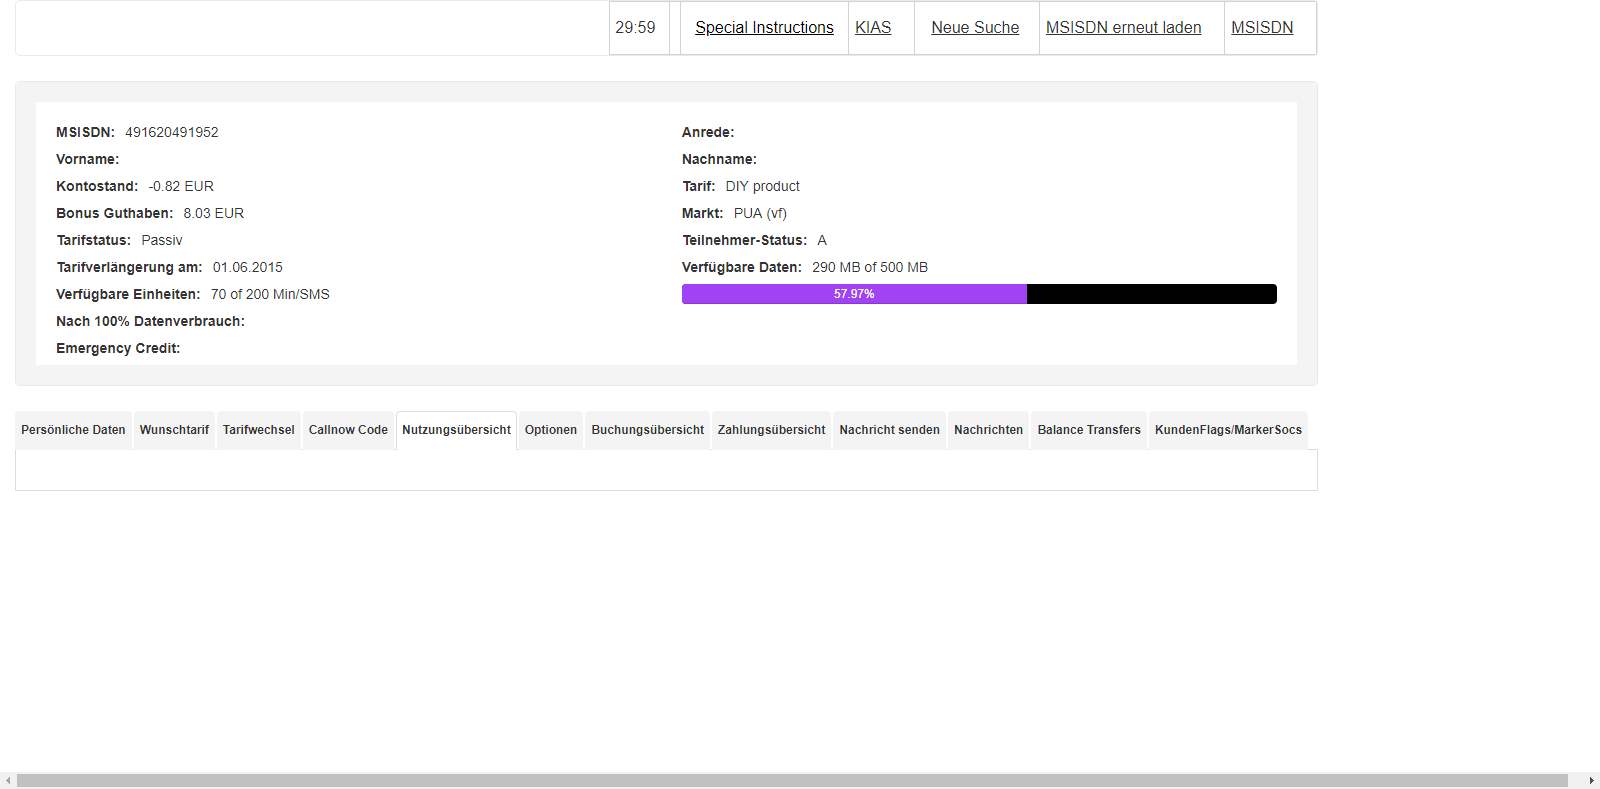 29:59 Special Instructions KIAS Neue Suche MSISDN erneut laden MSISDN
MSISDN: 491620491952
Vorname:
Kontostand: -0.82 EUR
Bonus Guthaben: 8.03 EUR
Tarifstatus: Passiv
Tarifverlängerung am: 01.06.2015
Verfügbare Einheiten: 70 of 200 Min/SMS
Nach 100% Datenverbrauch:
Emergency Credit:
Anrede:
Nachname:
Tarif: DIY product
Markt: PUA (vf)
Teilnehmer-Status: A
Verfügbare Daten: 290 MB of 500 MB
57.97%
Persönliche Daten Wunschtarif Tarifwechsel Callnow Code Nutzungsübersicht Optionen Buchungsübersicht Zahlungsübersicht Nachricht senden Nachrichten Balance Transfers KundenFlags/MarkerSocs